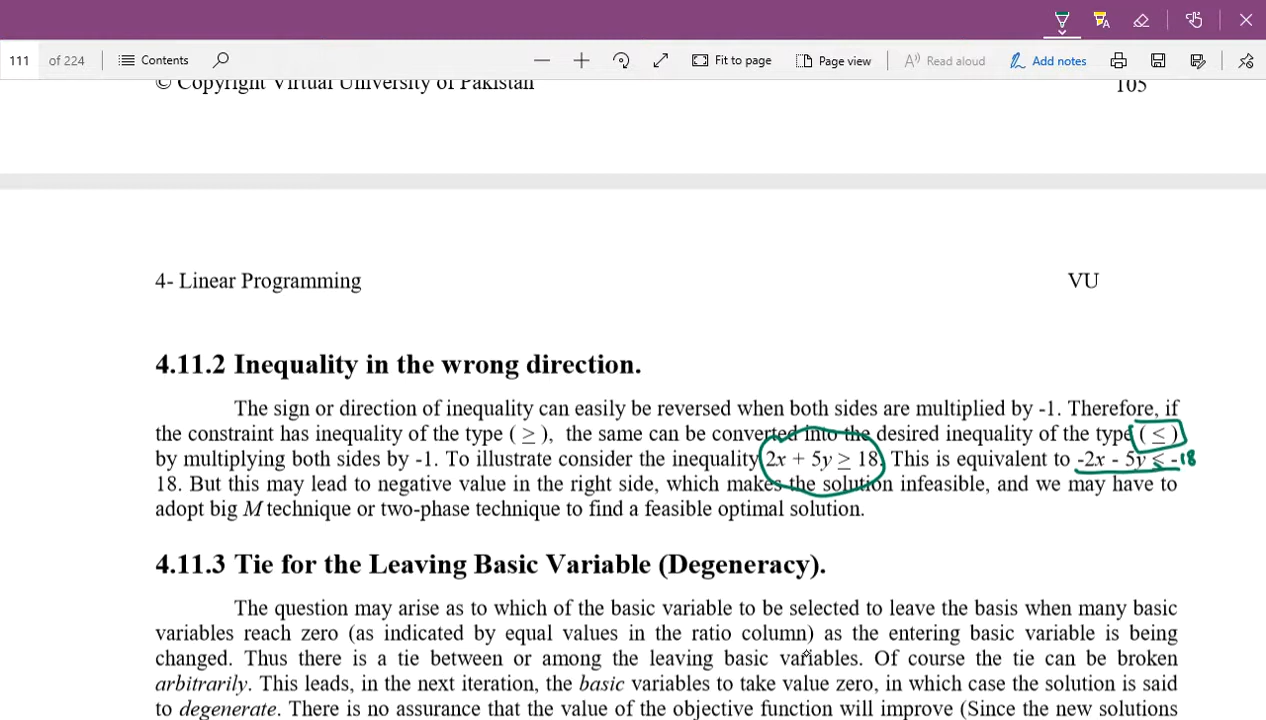 111 of 224 Contents Fit to page Page view Read aloud Add notes
© Copyright Virtual University of Pakistan 105
4- Linear Programming VU
4.11.2 Inequality in the wrong direction.
The sign or direction of inequality can easily be reversed when both sides are multiplied by -1. Therefore, if
the constraint has inequality of the type ( ≥ ), the same can be converted into the desired inequality of the type ( ≤ )
by multiplying both sides by -1. To illustrate consider the inequality 2x + 5y ≥ 18. This is equivalent to -2x - 5y ≤ -18
18. But this may lead to negative value in the right side, which makes the solution infeasible, and we may have to
adopt big M technique or two-phase technique to find a feasible optimal solution.
4.11.3 Tie for the Leaving Basic Variable (Degeneracy).
The question may arise as to which of the basic variable to be selected to leave the basis when many basic
variables reach zero (as indicated by equal values in the ratio column) as the entering basic variable is being
changed. Thus there is a tie between or among the leaving basic variables. Of course the tie can be broken
arbitrarily. This leads, in the next iteration, the basic variables to take value zero, in which case the solution is said
to degenerate. There is no assurance that the value of the objective function will improve (Since the new solutions